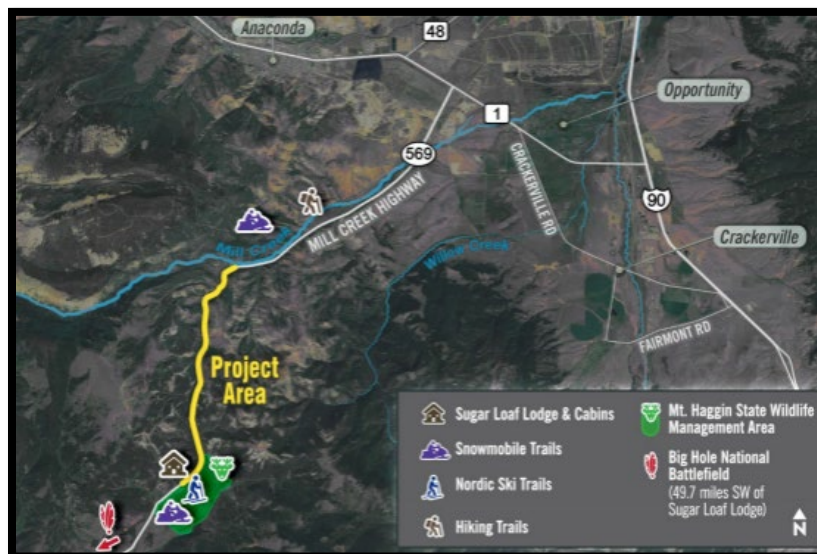 Anaconda
48
Opportunity
1
569
CRACKERVILLE RD
MILL CREEK HIGHWAY
90
Mill Creek
Willow Creek
Crackerville
FAIRMONT RD
Project
Area
Sugar Loaf Lodge & Cabins
Snowmobile Trails
Nordic Ski Trails
Hiking Trails
Mt. Haggin State Wildlife
Management Area
Big Hole National
Battlefield
(49.7 miles SW of
Sugar Loaf Lodge)
N